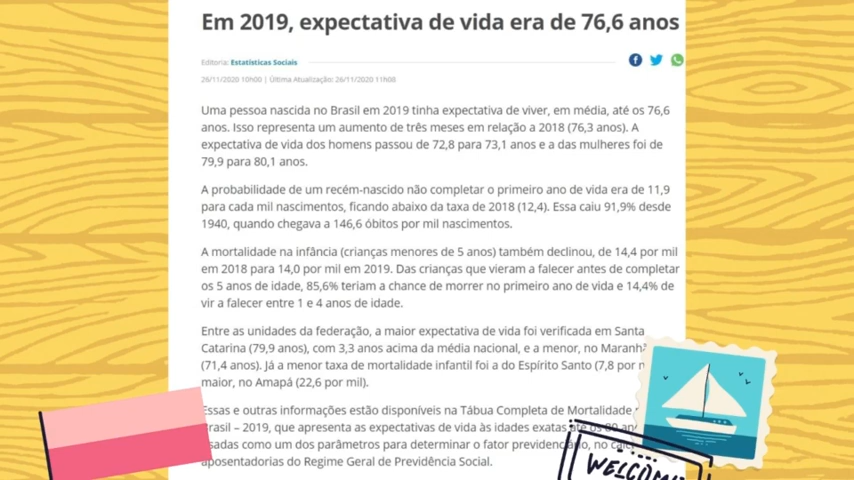 Em 2019, expectativa de vida era de 76,6 anos
Editoria: Estatísticas Sociais
26/11/2020 10h00 | Última Atualização: 26/11/2020 11h08
Uma pessoa nascida no Brasil em 2019 tinha expectativa de viver, em média, até os 76,6
anos. Isso representa um aumento de três meses em relação a 2018 (76,3 anos). A
expectativa de vida dos homens passou de 72,8 para 73,1 anos e a das mulheres foi de
79,9 para 80,1 anos.
A probabilidade de um recém-nascido não completar o primeiro ano de vida era de 11,9
para cada mil nascimentos, ficando abaixo da taxa de 2018 (12,4). Essa caiu 91,9% desde
1940, quando chegava a 146,6 óbitos por mil nascimentos.
A mortalidade na infância (crianças menores de 5 anos) também declinou, de 14,4 por mil
em 2018 para 14,0 por mil em 2019. Das crianças que vieram a falecer antes de completar
os 5 anos de idade, 85,6% teriam a chance de morrer no primeiro ano de vida e 14,4% de
vir a falecer entre 1 e 4 anos de idade.
Entre as unidades da federação, a maior expectativa de vida foi verificada em Santa
Catarina (79,9 anos), com 3,3 anos acima da média nacional, e a menor, no Maranh
(71,4 anos). Já a menor taxa de mortalidade infantil foi a do Espírito Santo (7,8 por
maior, no Amapá (22,6 por mil).
Essas e outras informações estão disponíveis na Tábua Completa de Mortalidade
Brasil – 2019, que apresenta as expectativas de vida às idades exatas até os 80
usadas como um dos parâmetros para determinar o fator previdenciário, no
aposentadorias do Regime Geral de Previdência Social.
WELCOME